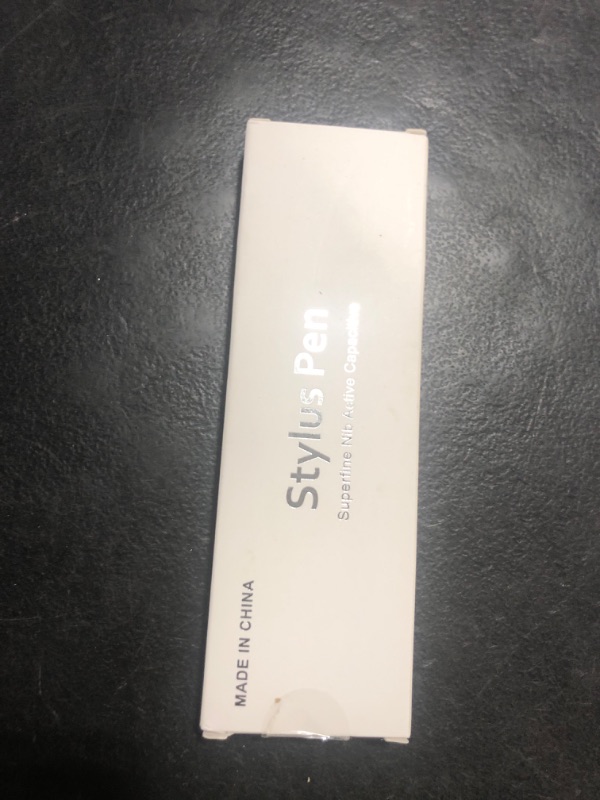 Stylus Pen
Superfine Nib Active Capacitive
MADE IN CHINA